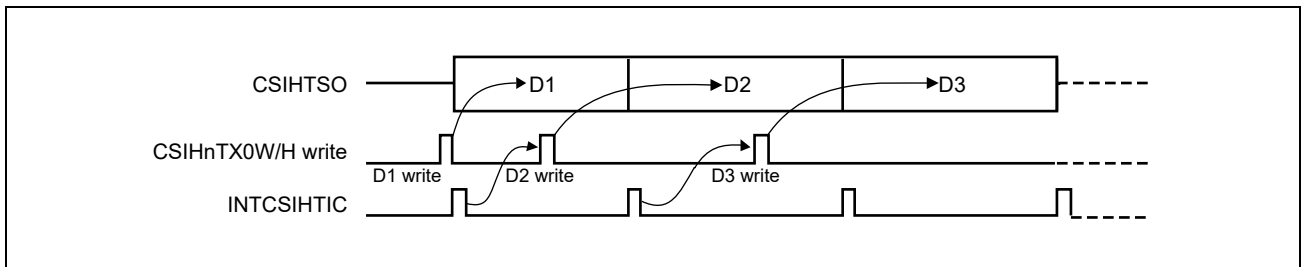 CSIHTSO
D1 D2 D3
CSIHnTX0W/H write
D1 write D2 write D3 write
INTCSIHTIC